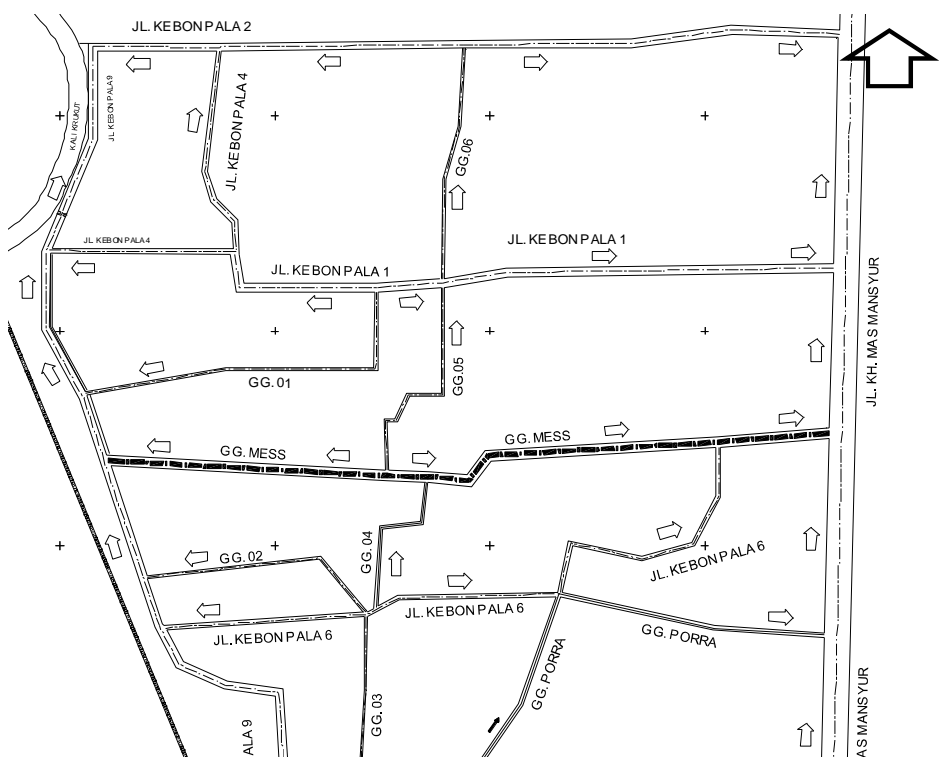 JL. KEBON PALA 2
JL. KEBON PALA 9
KALI KRUKUT
JL. KEBON PALA 4
GG.06
JL. KEBON PALA 4
JL. KEBON PALA 1
JL. KEBON PALA 1
JL. KH. MAS MANSYUR
GG. 01
GG.05
GG. MESS
GG. MESS
GG. 02
GG. 04
JL. KEBON PALA 6
JL. KEBON PALA 6
JL. KEBON PALA 6
GG. PORRA
GG. PORRA
GG. 03
ALA 9
AS MANSYUR